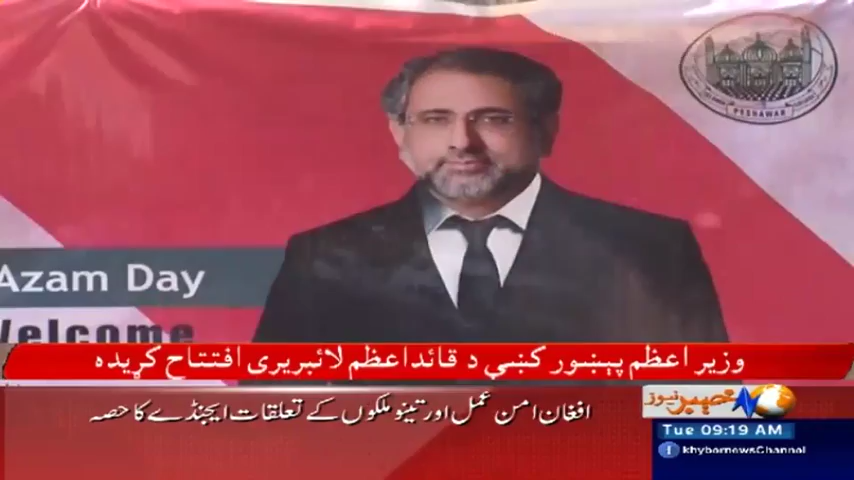 PESHAWAR
Azam Day
Welcome
وزیر اعظم پېښور کښې د قائداعظم لائبریری افتتاح کړیده
افغان امن عمل اور تینو ملکوں کے تعلقات ایجنڈے کا حصہ
خیبر نیوز
Tue 09:19 AM
khybernewsChannel